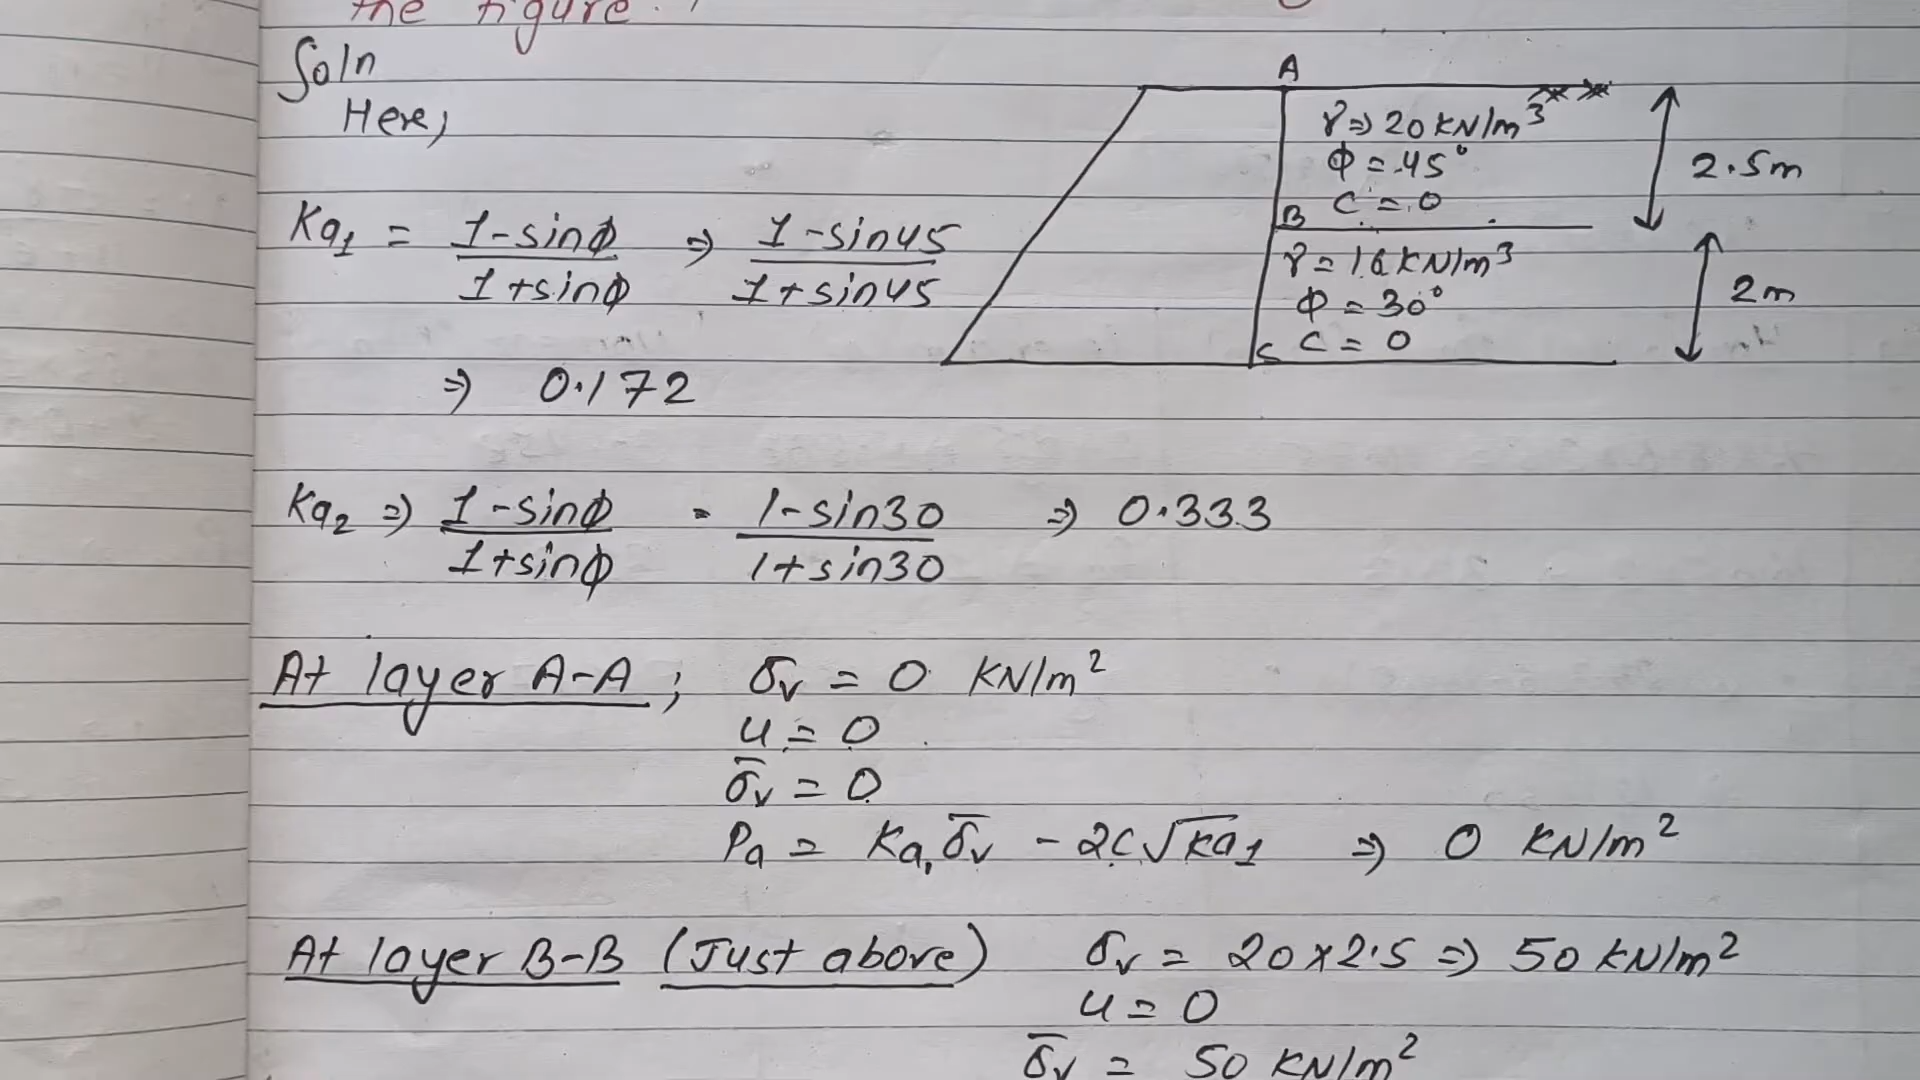 the figure.
Soln
Here,
A
γ ⇒ 20 KN/m³
Φ = 45°
C = 0
2.5m
B
γ = 16 KN/m³
Φ = 30°
C = 0
2m
C
Ka₁ = 1-sinϕ / 1+sinϕ ⇒ 1-sin45 / 1+sin45
⇒ 0.172
Ka₂ ⇒ 1-sinϕ / 1+sinϕ = 1-sin30 / 1+sin30 ⇒ 0.333
At layer A-A ; σv = 0 KN/m²
u = 0
σ̄v = 0
Pa = Ka₁ σ̄v - 2C√ka₁ ⇒ 0 KN/m²
At layer B-B (Just above) σv = 20×2.5 ⇒ 50 KN/m²
u = 0
σ̄v = 50 KN/m²